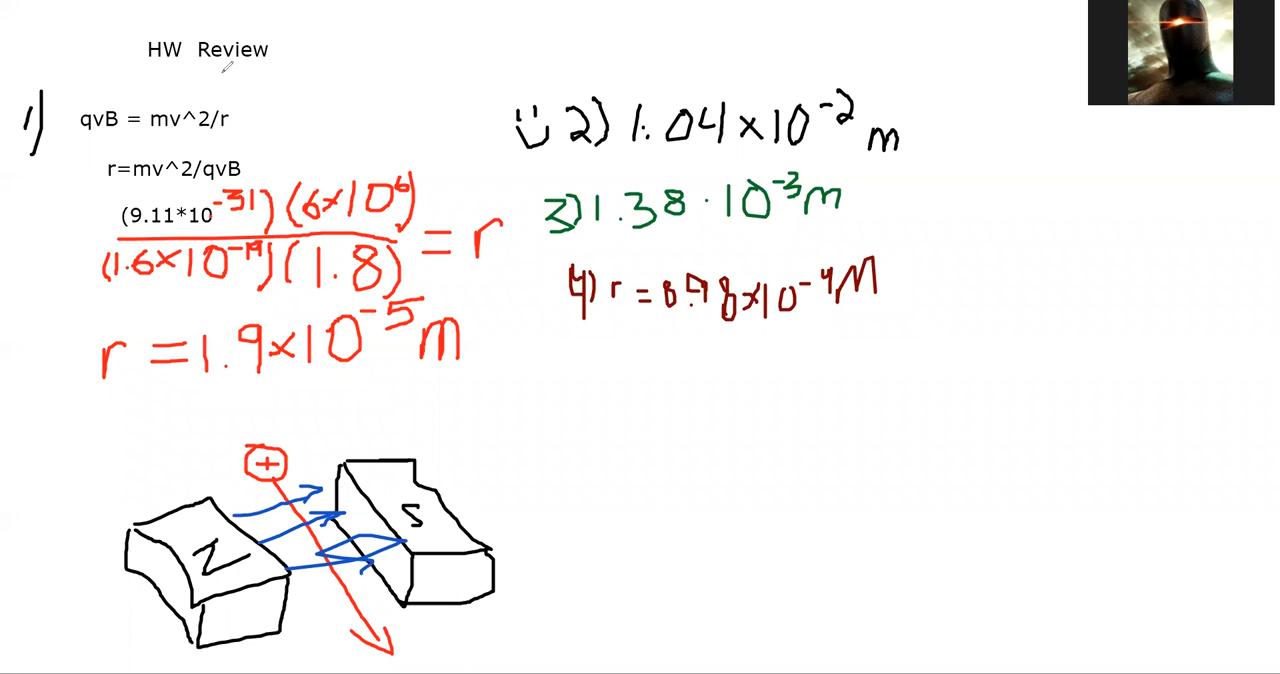 HW Review
1)
qvB = mv^2/r
r=mv^2/qvB
(9.11*10^-31)(6×10^6)
(1.6×10^-19)(1.8) = r
r = 1.9×10^-5 m
2) 1.04×10^-2 m
3) 1.38 · 10^-3 m
4) r = 8.98×10^-4 M
+
N
S